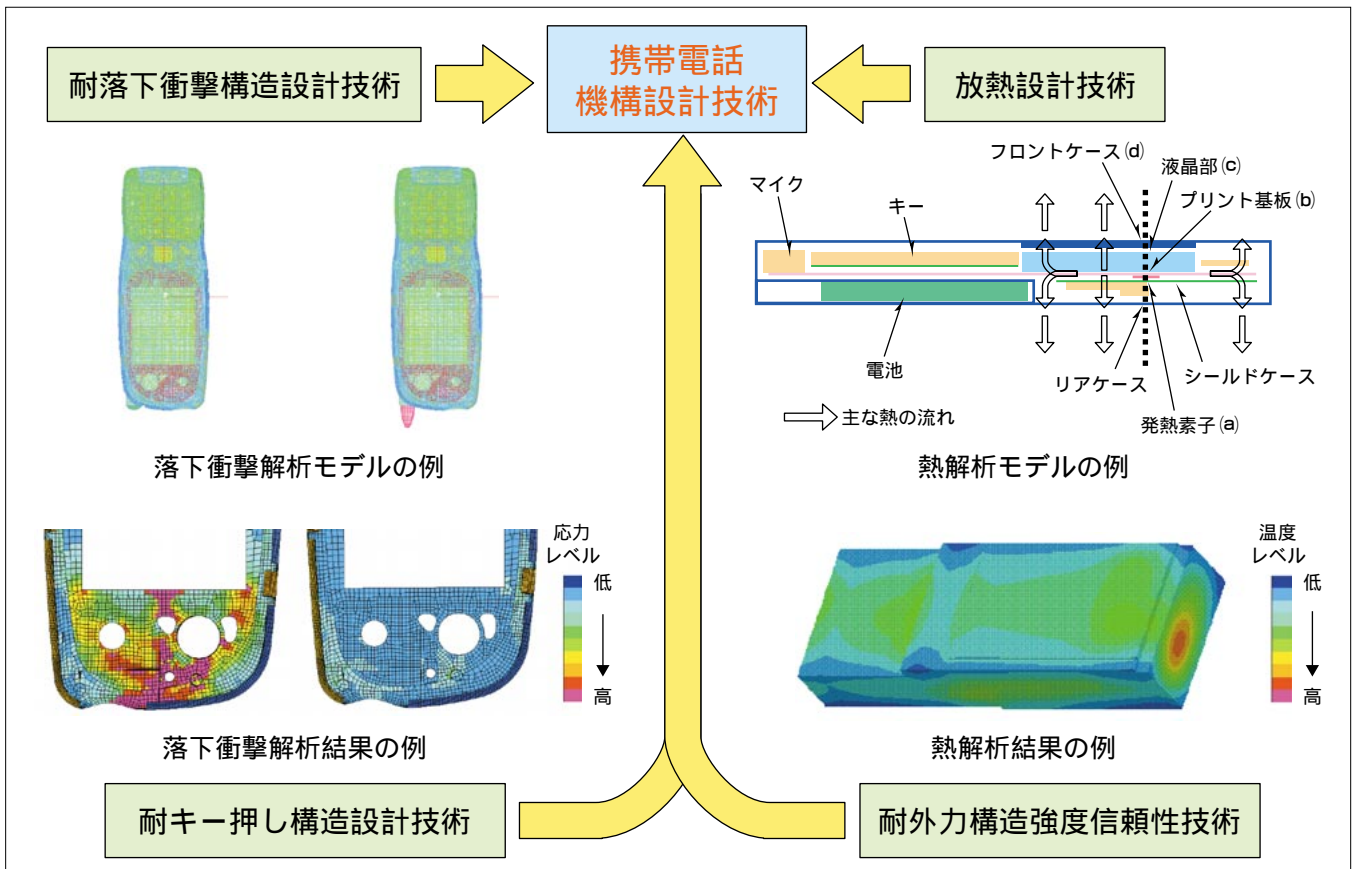 耐落下衝撃構造設計技術
携帯電話
機構設計技術
放熱設計技術
フロントケース(d)
液晶部(c)
プリント基板(b)
マイク
キー
電池
リアケース
シールドケース
発熱素子(a)
主な熱の流れ
落下衝撃解析モデルの例
熱解析モデルの例
応力
レベル
低
高
落下衝撃解析結果の例
温度
レベル
低
高
熱解析結果の例
耐キー押し構造設計技術
耐外力構造強度信頼性技術